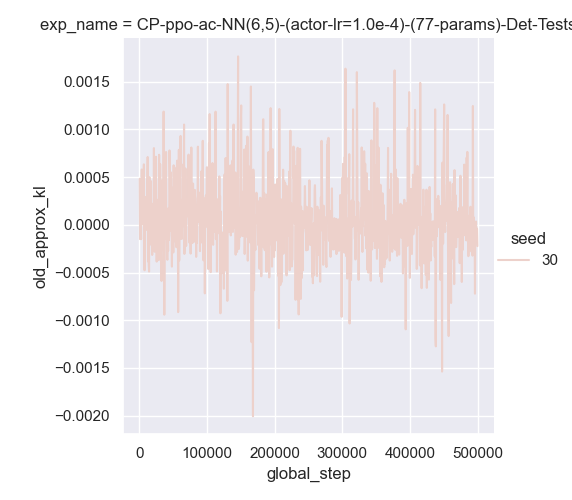 exp_name = CP-ppo-ac-NN(6,5)-(actor-lr=1.0e-4)-(77-params)-Det-Tests
0.0015
0.0010
0.0005
0.0000
−0.0005
−0.0010
−0.0015
−0.0020
old_approx_kl
0 100000 200000 300000 400000 500000
global_step
seed
30